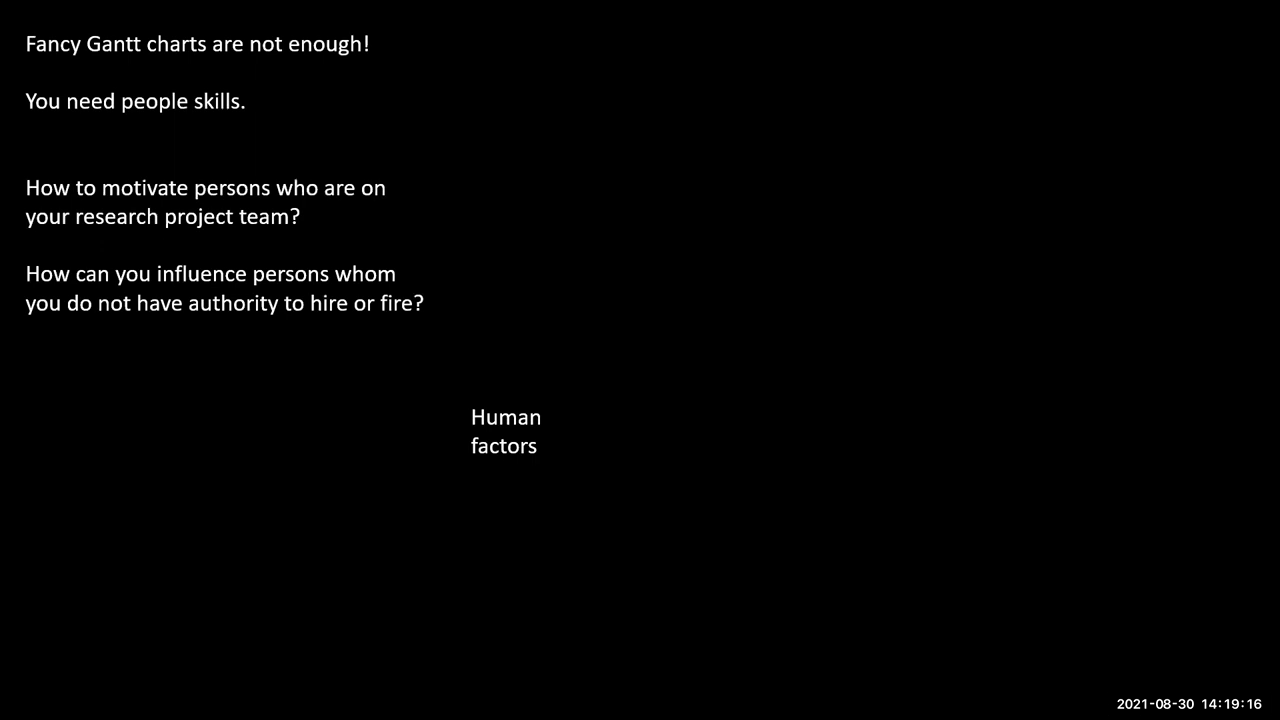 Fancy Gantt charts are not enough!
You need people skills.
How to motivate persons who are on
your research project team?
How can you influence persons whom
you do not have authority to hire or fire?
Human
factors
2021-08-30 14:19:16